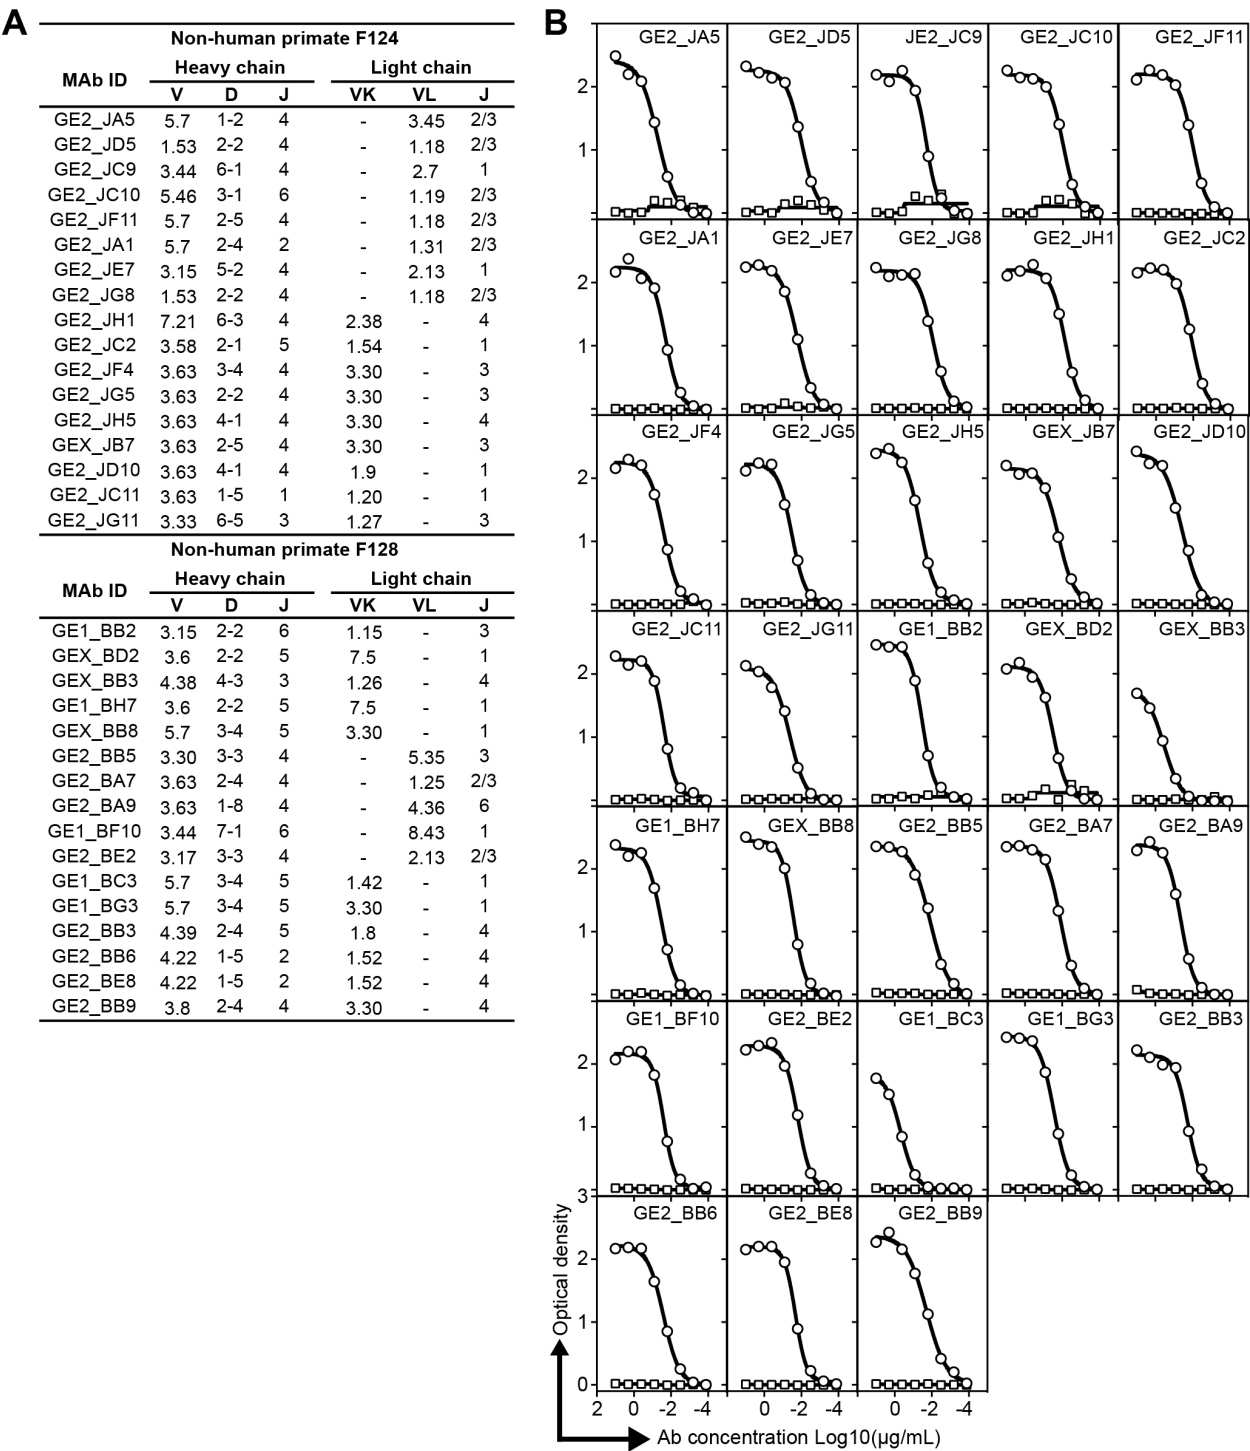 A
Non-human primate F124
MAb ID Heavy chain Light chain
V D J VK VL J
GE2_JA5 5.7 1-2 4 - 3.45 2/3
GE2_JD5 1.53 2-2 4 - 1.18 2/3
GE2_JC9 3.44 6-1 4 - 2.7 1
GE2_JC10 5.46 3-1 6 - 1.19 2/3
GE2_JF11 5.7 2-5 4 - 1.18 2/3
GE2_JA1 5.7 2-4 2 - 1.31 2/3
GE2_JE7 3.15 5-2 4 - 2.13 1
GE2_JG8 1.53 2-2 4 - 1.18 2/3
GE2_JH1 7.21 6-3 4 2.38 - 4
GE2_JC2 3.58 2-1 5 1.54 - 1
GE2_JF4 3.63 3-4 4 3.30 - 3
GE2_JG5 3.63 2-2 4 3.30 - 3
GE2_JH5 3.63 4-1 4 3.30 - 4
GEX_JB7 3.63 2-5 4 3.30 - 3
GE2_JD10 3.63 4-1 4 1.9 - 1
GE2_JC11 3.63 1-5 1 1.20 - 1
GE2_JG11 3.33 6-5 3 1.27 - 3
Non-human primate F128
MAb ID Heavy chain Light chain
V D J VK VL J
GE1_BB2 3.15 2-2 6 1.15 - 3
GEX_BD2 3.6 2-2 5 7.5 - 1
GEX_BB3 4.38 4-3 3 1.26 - 4
GE1_BH7 3.6 2-2 5 7.5 - 1
GEX_BB8 5.7 3-4 5 3.30 - 1
GE2_BB5 3.30 3-3 4 - 5.35 3
GE2_BA7 3.63 2-4 4 - 1.25 2/3
GE2_BA9 3.63 1-8 4 - 4.36 6
GE1_BF10 3.44 7-1 6 - 8.43 1
GE2_BE2 3.17 3-3 4 - 2.13 2/3
GE1_BC3 5.7 3-4 5 1.42 - 1
GE1_BG3 5.7 3-4 5 3.30 - 1
GE2_BB3 4.39 2-4 5 1.8 - 4
GE2_BB6 4.22 1-5 2 1.52 - 4
GE2_BE8 4.22 1-5 2 1.52 - 4
GE2_BB9 3.8 2-4 4 3.30 - 4
B
GE2_JA5 GE2_JD5 JE2_JC9 GE2_JC10 GE2_JF11
2
1
GE2_JA1 GE2_JE7 GE2_JG8 GE2_JH1 GE2_JC2
2
1
GE2_JF4 GE2_JG5 GE2_JH5 GEX_JB7 GE2_JD10
2
1
GE2_JC11 GE2_JG11 GE1_BB2 GEX_BD2 GEX_BB3
2
1
GE1_BH7 GEX_BB8 GE2_BB5 GE2_BA7 GE2_BA9
2
1
GE1_BF10 GE2_BE2 GE1_BC3 GE1_BG3 GE2_BB3
2
1
3
GE2_BB6 GE2_BE8 GE2_BB9
2
1
0
2 0 -2 -4 0 -2 -4 0 -2 -4
Optical density
Ab concentration Log10(µg/mL)